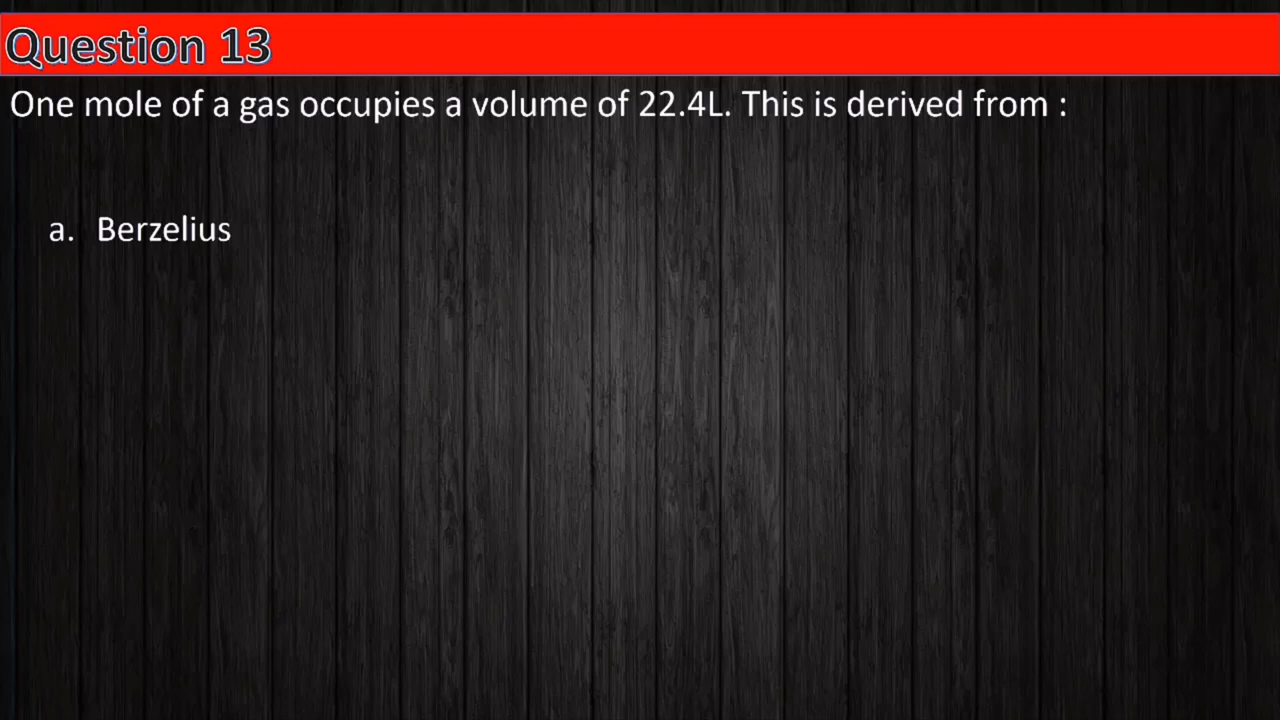 Question 13
One mole of a gas occupies a volume of 22.4L. This is derived from :
a. Berzelius